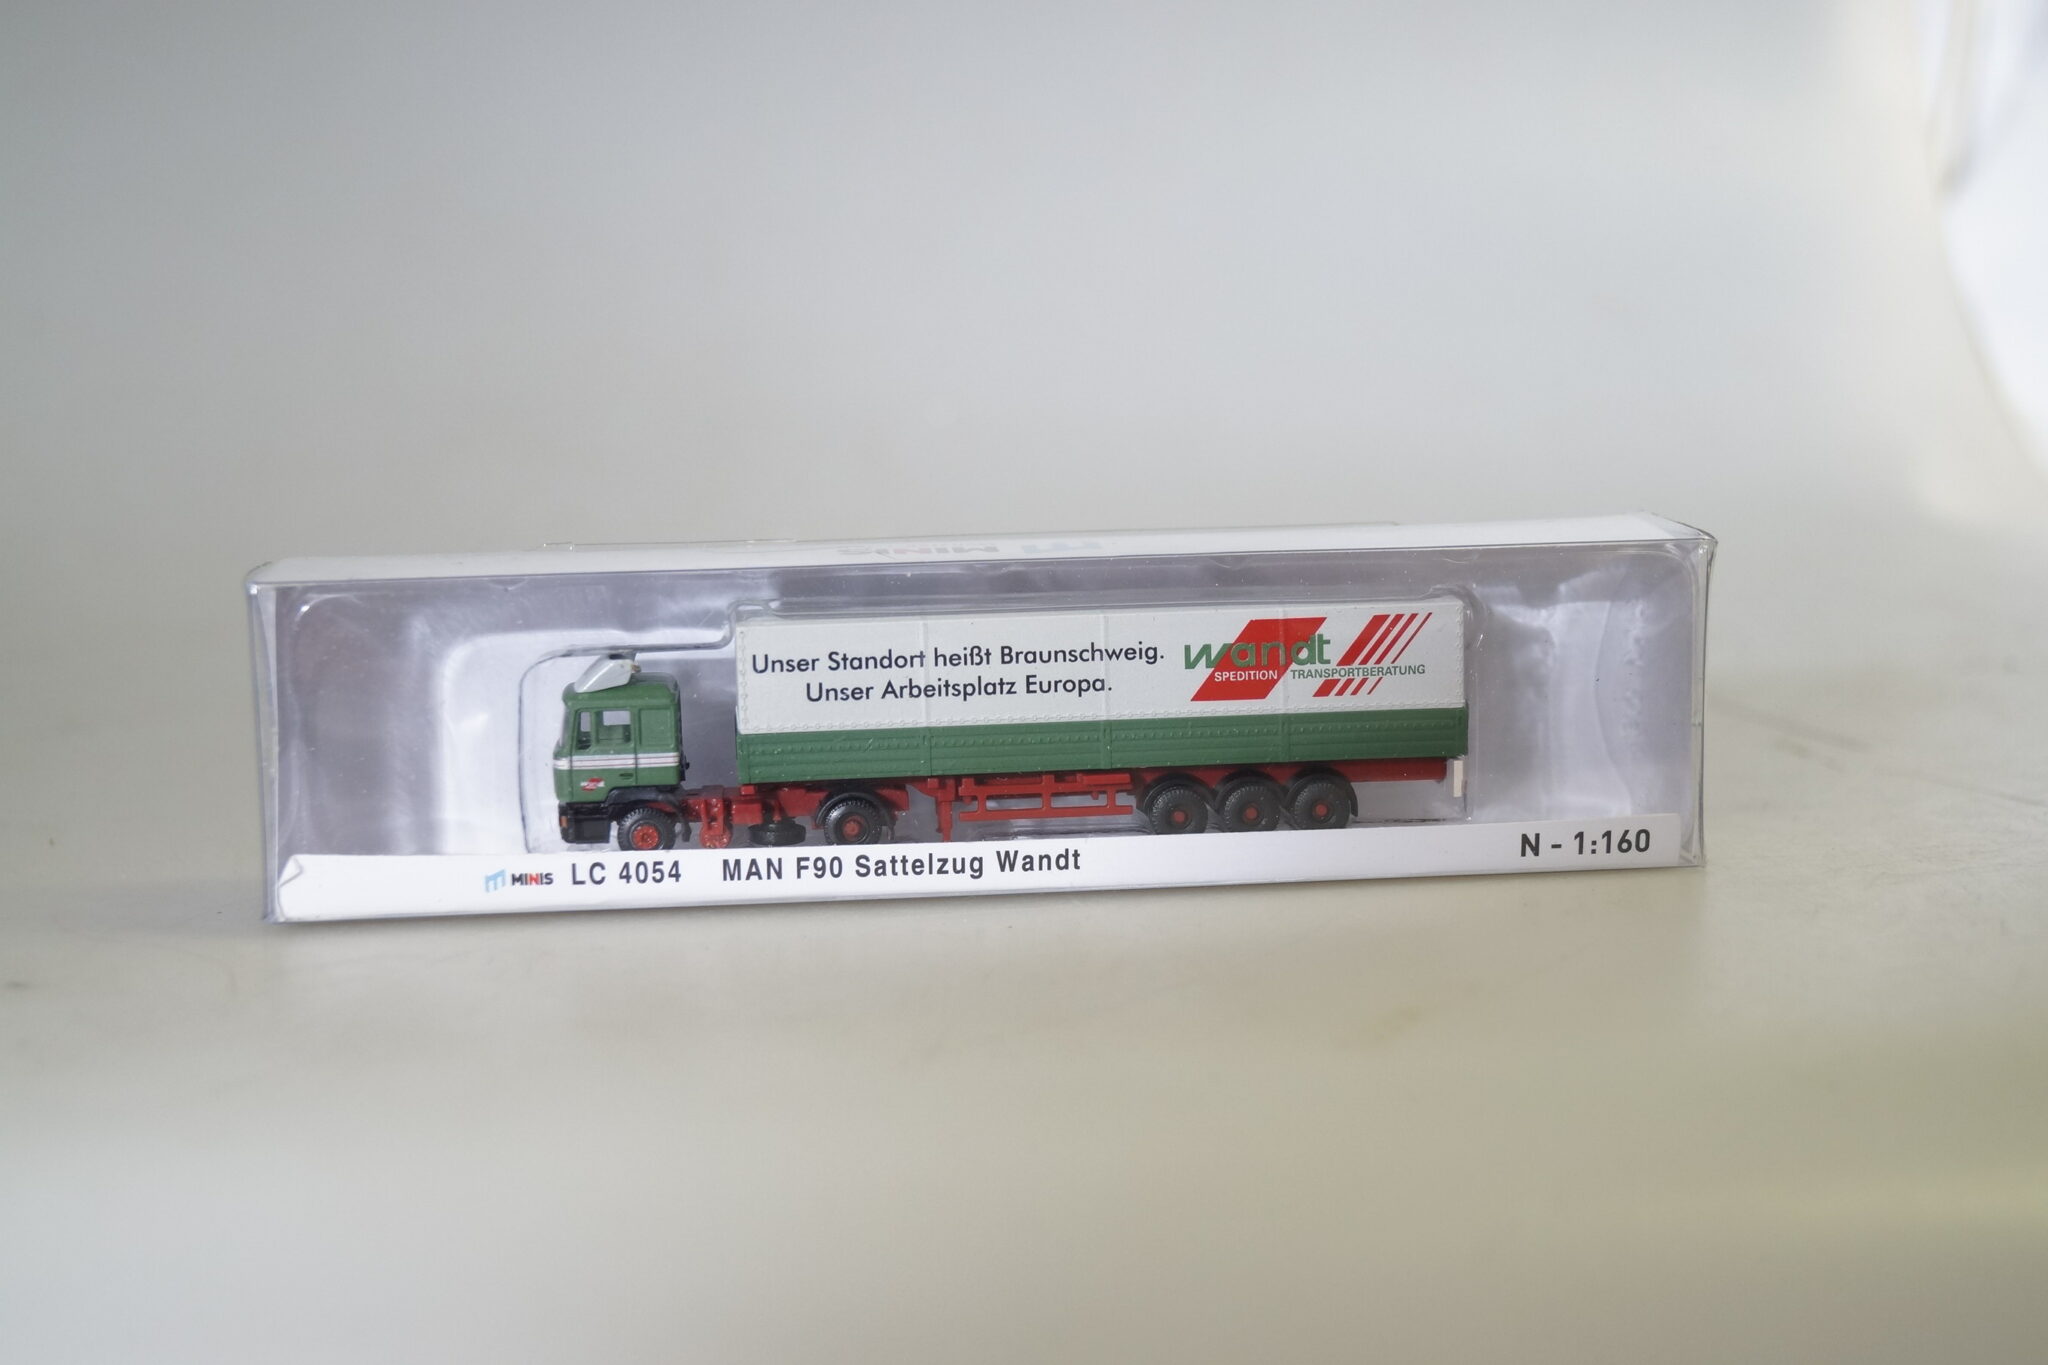 MINIS
Unser Standort heißt Braunschweig.
Unser Arbeitsplatz Europa.
wandt
SPEDITION TRANSPORTBERATUNG
MINIS LC 4054 MAN F90 Sattelzug Wandt N - 1:160